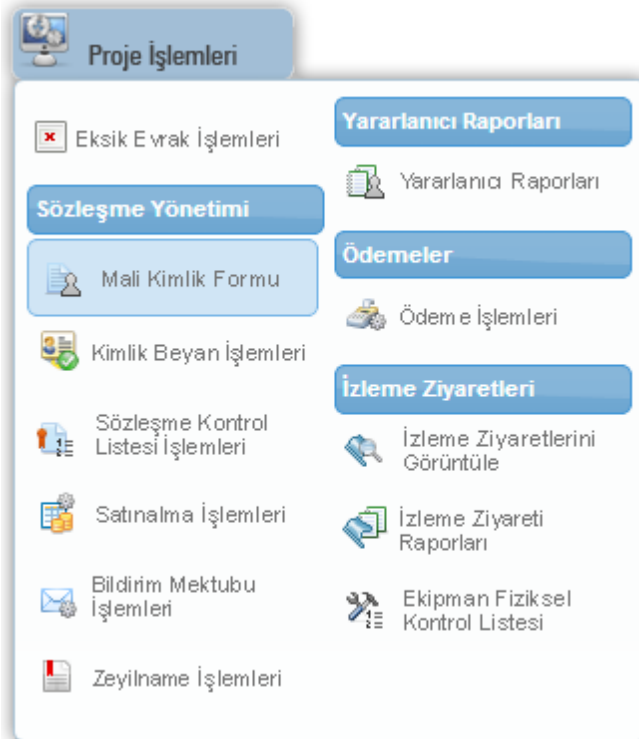 Proje İşlemleri
Eksik Evrak İşlemleri
Sözleşme Yönetimi
Mali Kimlik Formu
Kimlik Beyan İşlemleri
Sözleşme Kontrol
Listesi İşlemleri
Satınalma İşlemleri
Bildirim Mektubu
İşlemleri
Zeyilname İşlemleri
Yararlanıcı Raporları
Yararlanıcı Raporları
Ödemeler
Ödeme İşlemleri
İzleme Ziyaretleri
İzleme Ziyaretlerini
Görüntüle
İzleme Ziyareti
Raporları
Ekipman Fiziksel
Kontrol Listesi